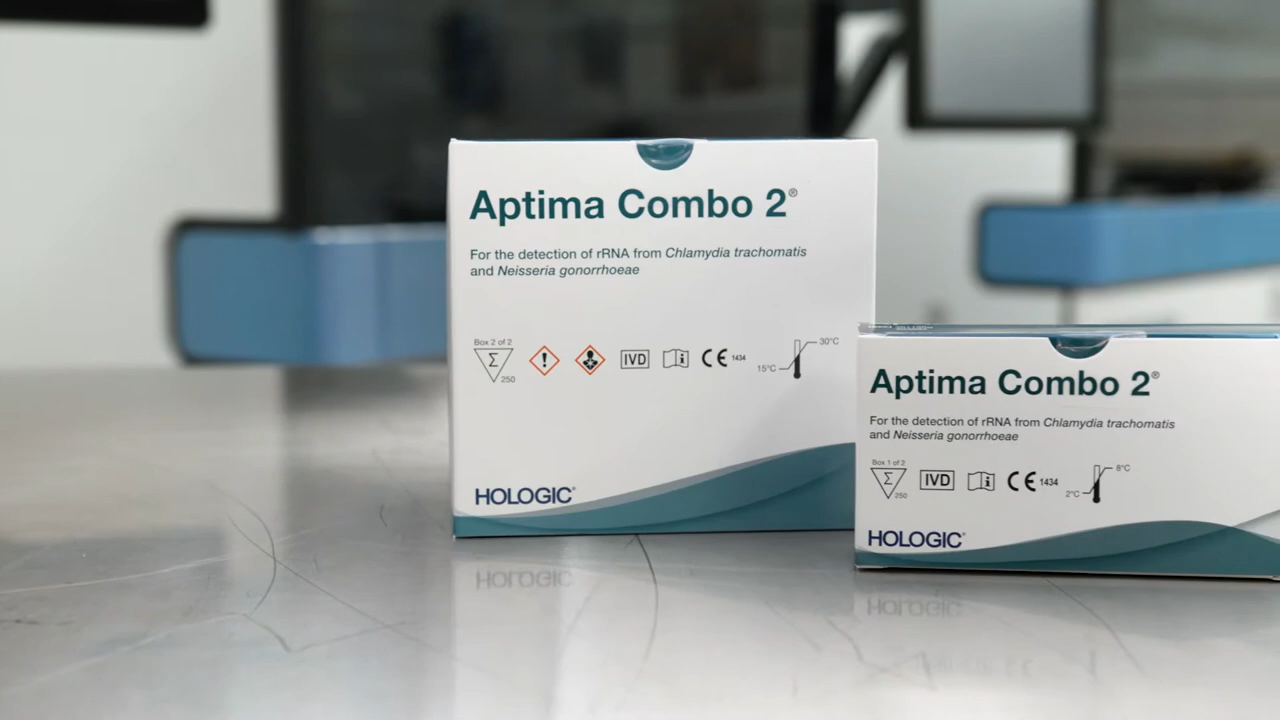 Aptima Combo 2®
For the detection of rRNA from Chlamydia trachomatis
and Neisseria gonorrhoeae
Box 2 of 2
Σ
250
!
IVD
i
CE 1434
15°C
30°C
HOLOGIC®
Aptima Combo 2®
For the detection of rRNA from Chlamydia trachomatis
and Neisseria gonorrhoeae
Box 1 of 2
Σ
250
IVD
i
CE 1434
2°C
8°C
HOLOGIC®